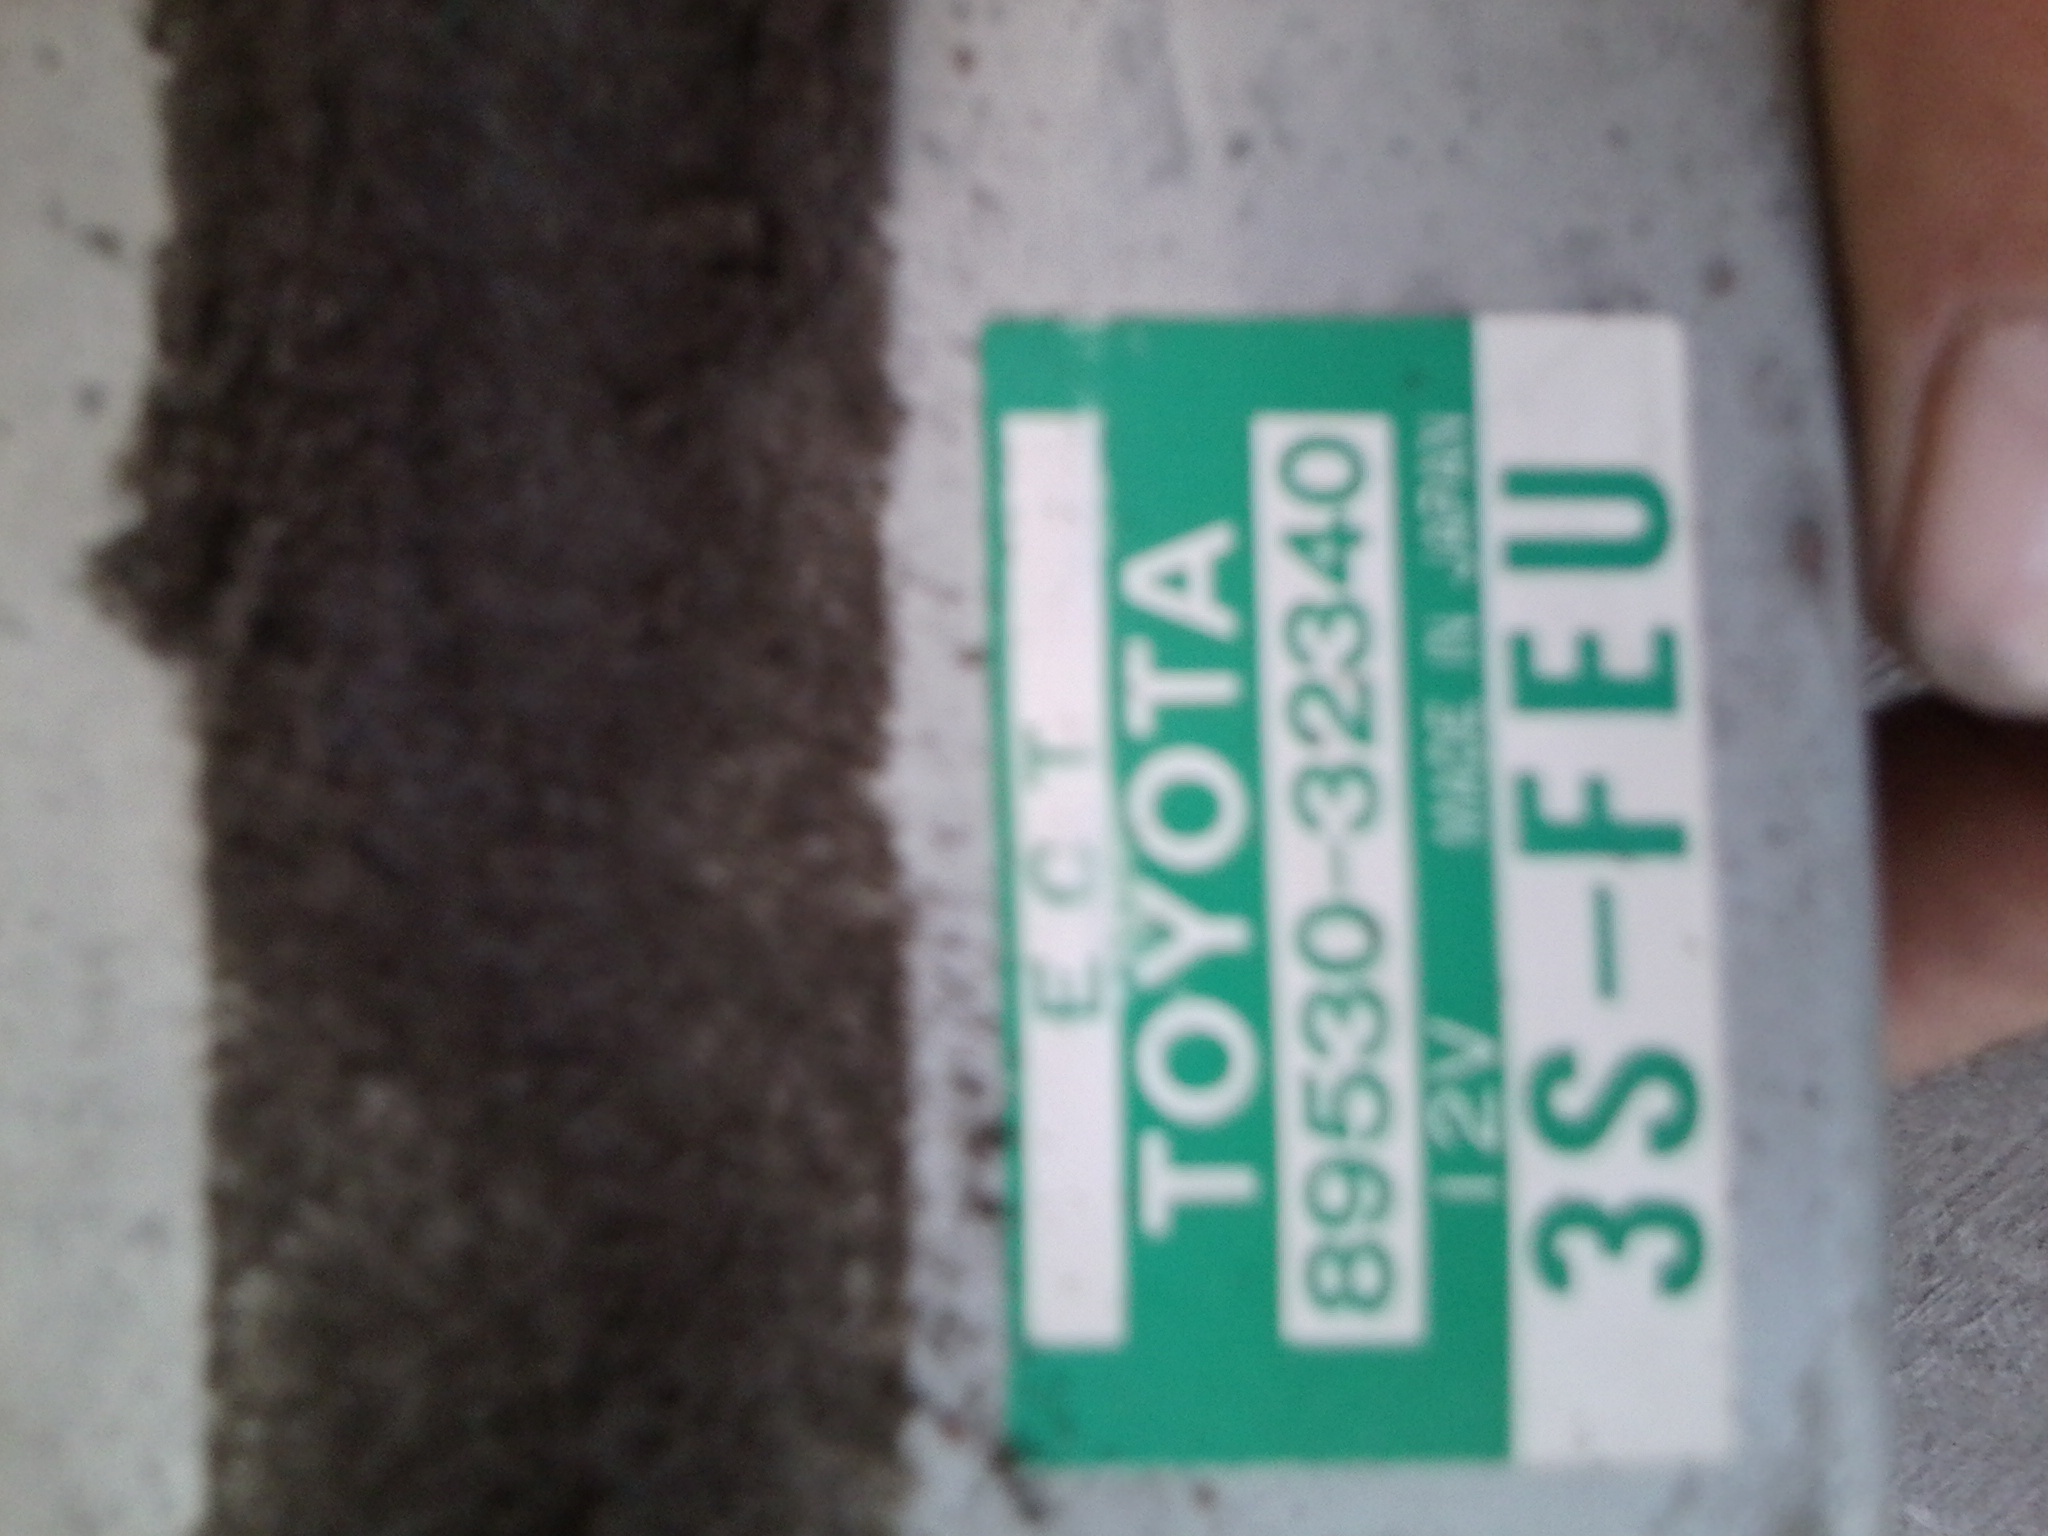 ECT
TOYOTA
89530-32340
12V MADE IN JAPAN
3S-FEU